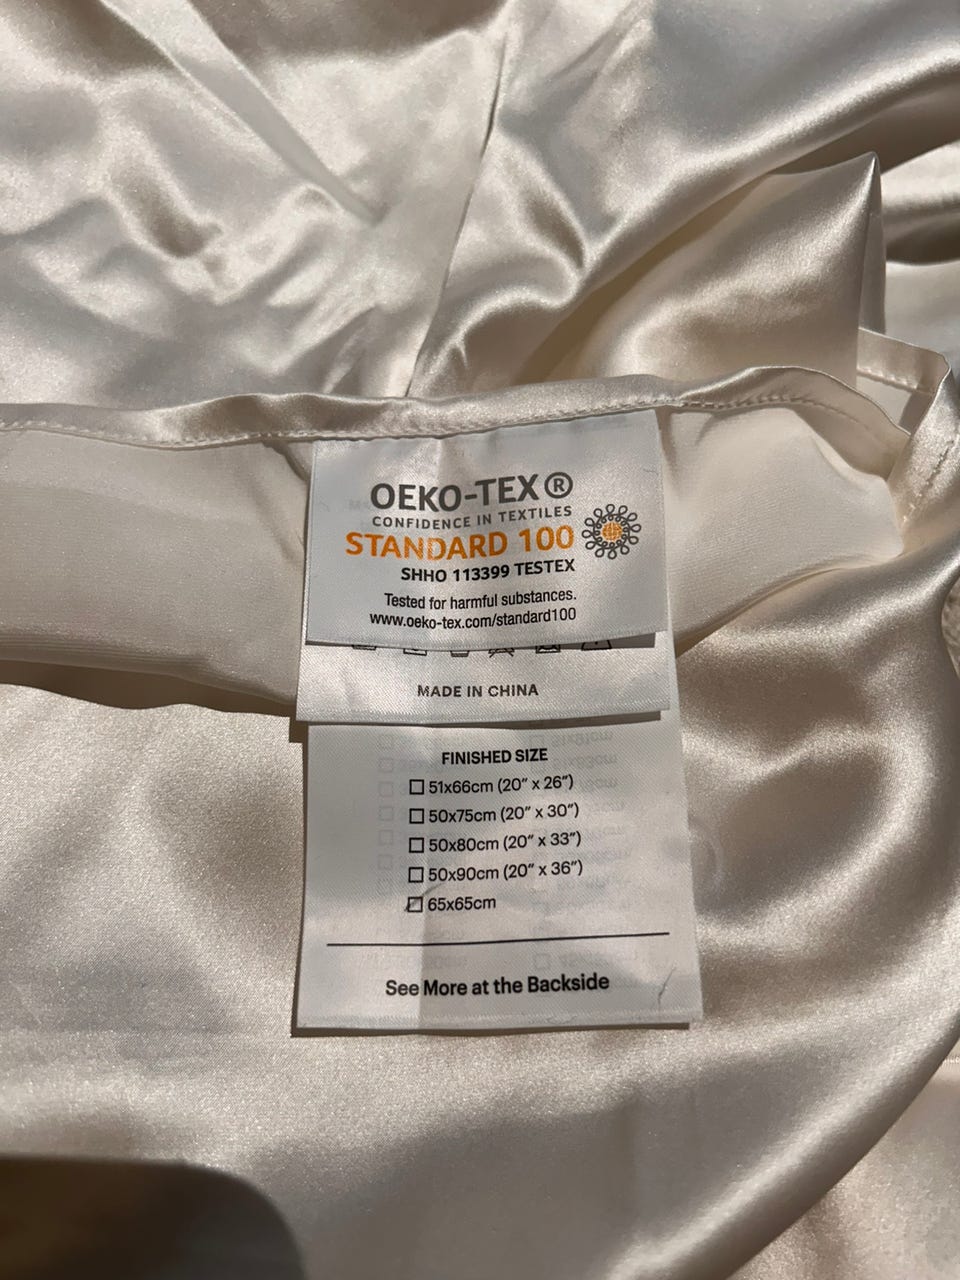 OEKO-TEX®
CONFIDENCE IN TEXTILES
STANDARD 100
SHHO 113399 TESTEX
Tested for harmful substances.
www.oeko-tex.com/standard100
MADE IN CHINA
FINISHED SIZE
51x66cm (20” x 26”)
50x75cm (20” x 30”)
50x80cm (20” x 33”)
50x90cm (20” x 36”)
65x65cm
See More at the Backside